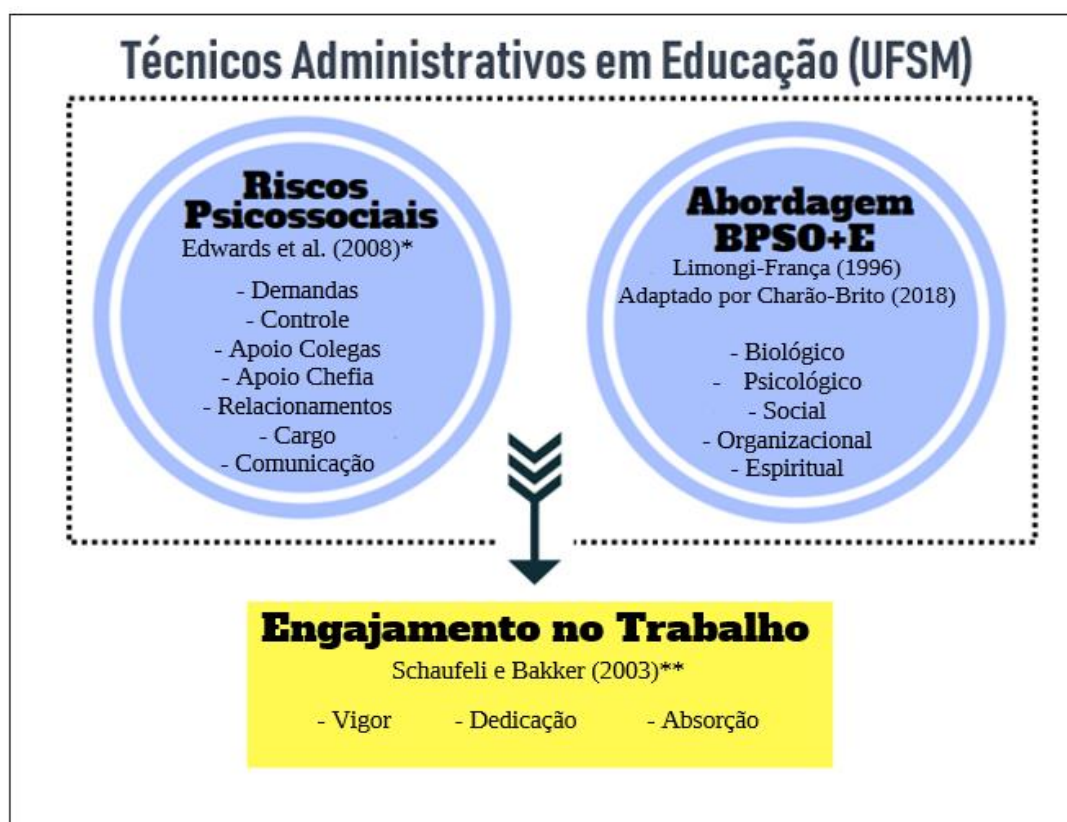 Técnicos Administrativos em Educação (UFSM)
Riscos
Psicossociais
Edwards et al. (2008)*
- Demandas
- Controle
- Apoio Colegas
- Apoio Chefia
- Relacionamentos
- Cargo
- Comunicação
Abordagem
BPSO+E
Limongi-França (1996)
Adaptado por Charão-Brito (2018)
- Biológico
- Psicológico
- Social
- Organizacional
- Espiritual
Engajamento no Trabalho
Schaufeli e Bakker (2003)**
- Vigor - Dedicação - Absorção